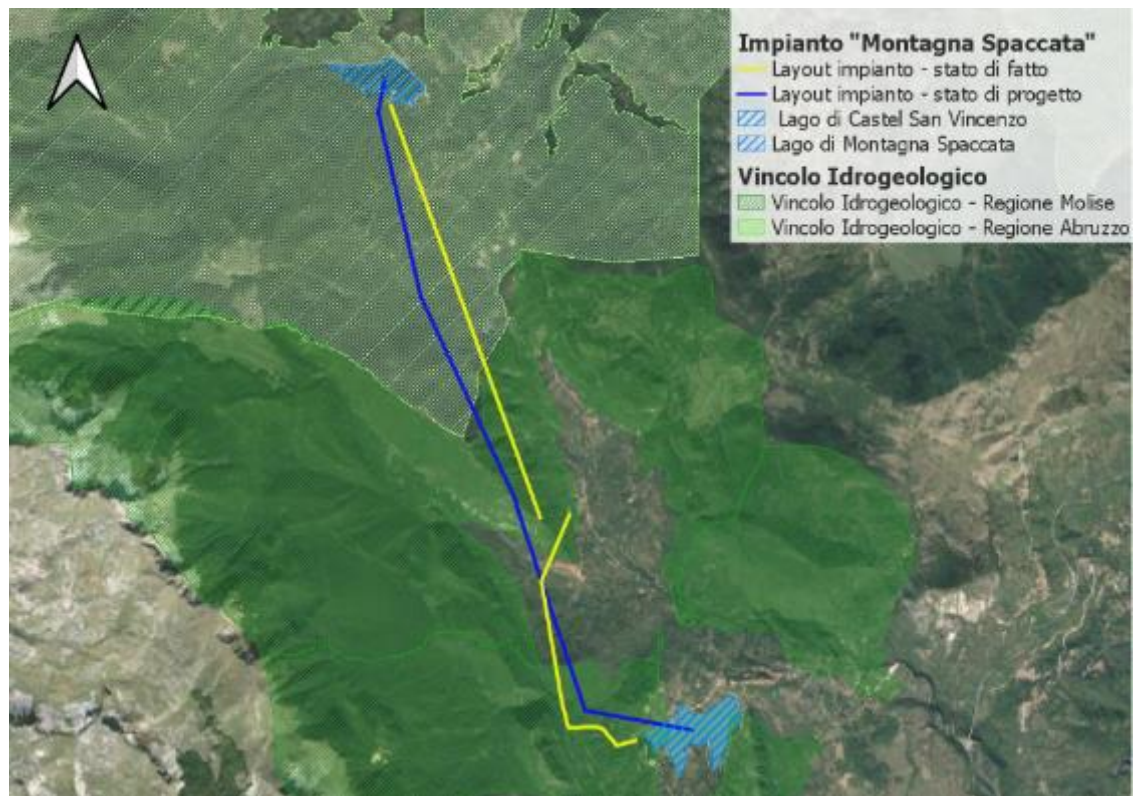 Impianto "Montagna Spaccata"
Layout impianto - stato di fatto
Layout impianto - stato di progetto
Lago di Castel San Vincenzo
Lago di Montagna Spaccata
Vincolo Idrogeologico
Vincolo Idrogeologico - Regione Molise
Vincolo Idrogeologico - Regione Abruzzo